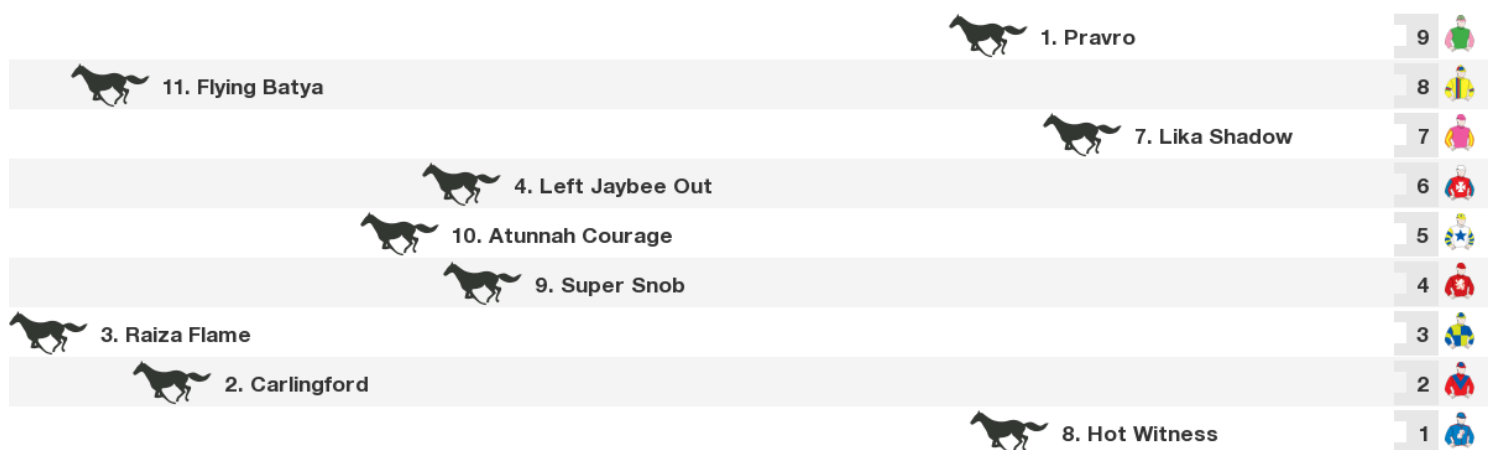 1. Pravro 9
11. Flying Batya 8
7. Lika Shadow 7
4. Left Jaybee Out 6
10. Atunnah Courage 5
9. Super Snob 4
3. Raiza Flame 3
2. Carlingford 2
8. Hot Witness 1